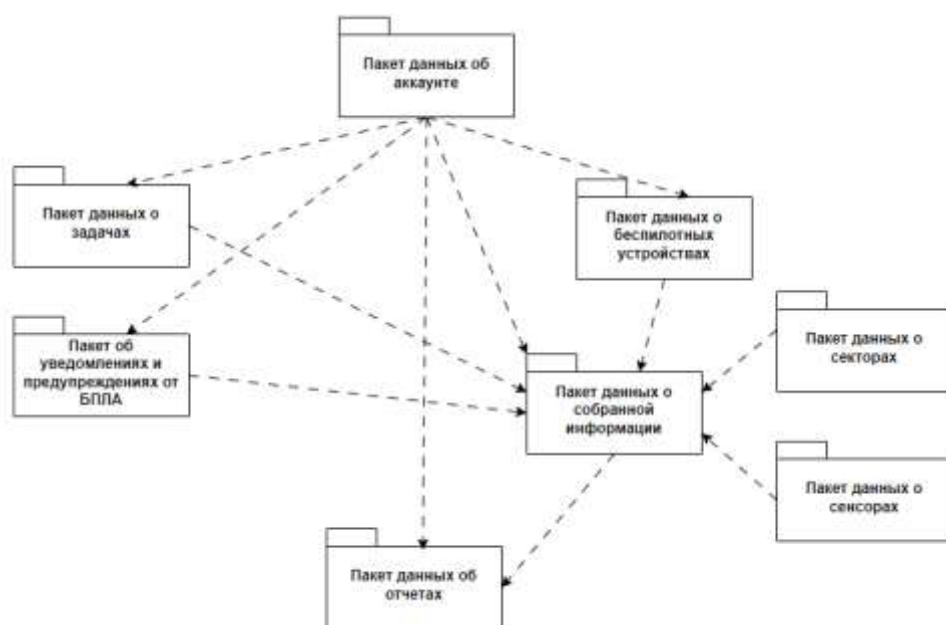 Пакет данных об
аккаунте
Пакет данных о
задачах
Пакет данных о
беспилотных
устройствах
Пакет об
уведомлениях и
предупреждениях от
БПЛА
Пакет данных о
секторах
Пакет данных о
собранной
информации
Пакет данных о
сенсорах
Пакет данных об
отчетах